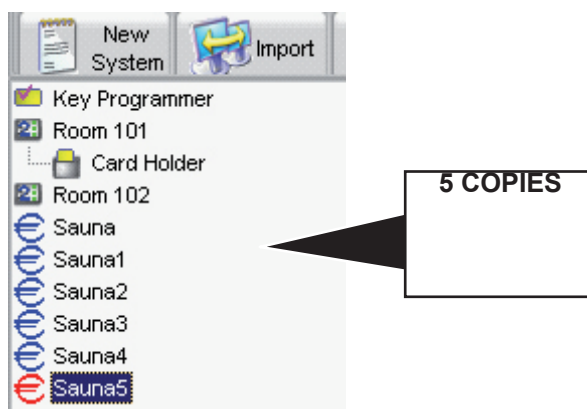 New
System
Import
Key Programmer
Room 101
Card Holder
Room 102
Sauna
Sauna1
Sauna2
Sauna3
Sauna4
Sauna5
5 COPIES